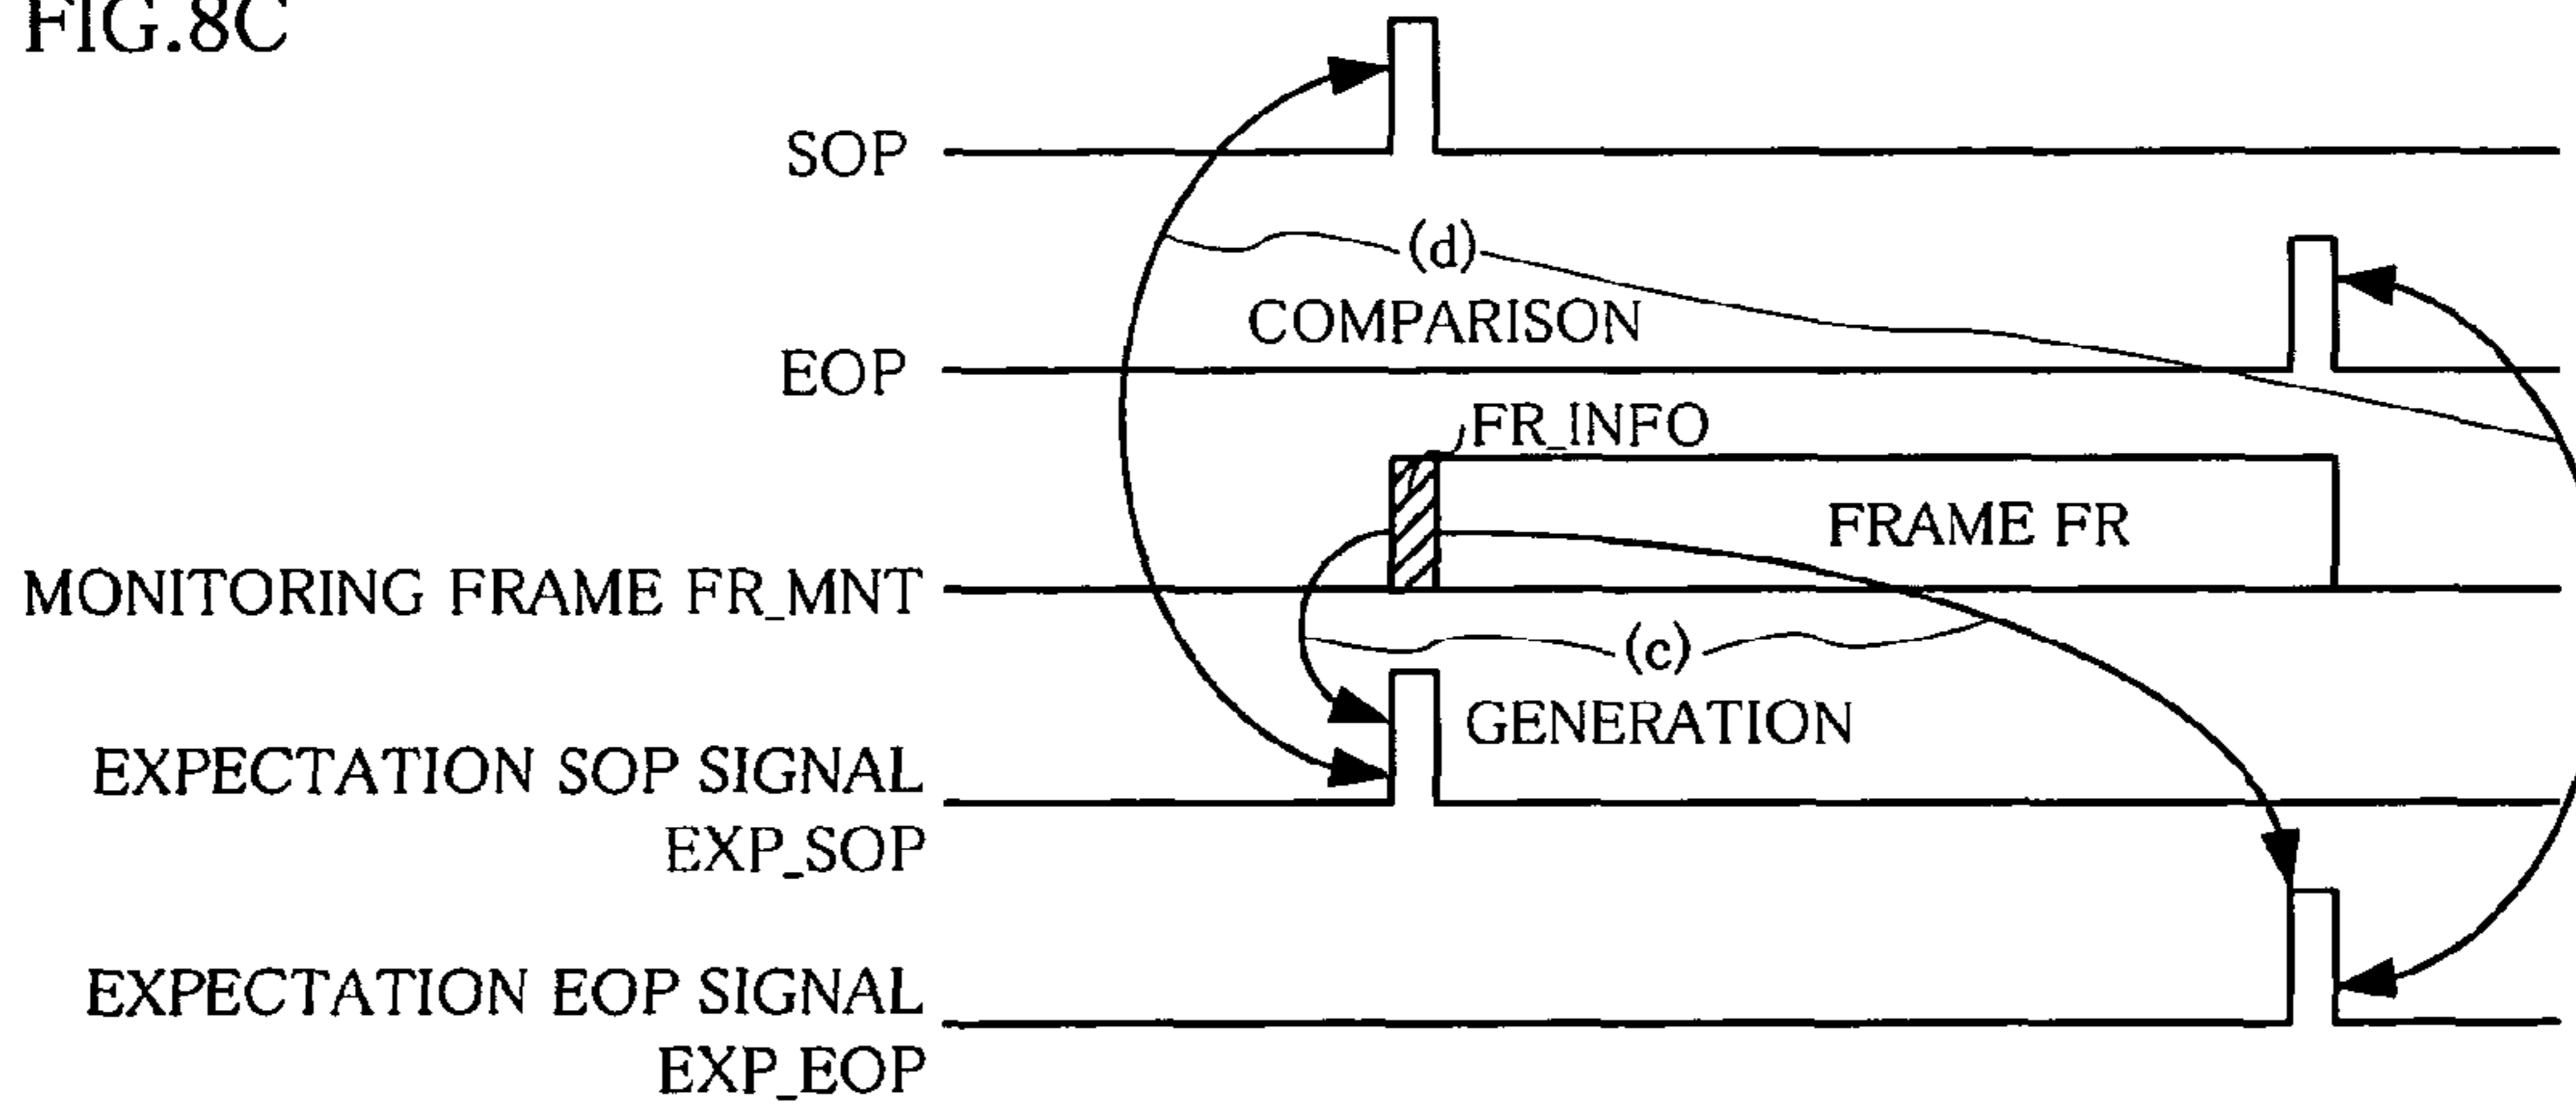 FIG.8C
SOP
(d)
COMPARISON
EOP
FR_INFO
FRAME FR
MONITORING FRAME FR_MNT
(c)
GENERATION
EXPECTATION SOP SIGNAL
EXP_SOP
EXPECTATION EOP SIGNAL
EXP_EOP